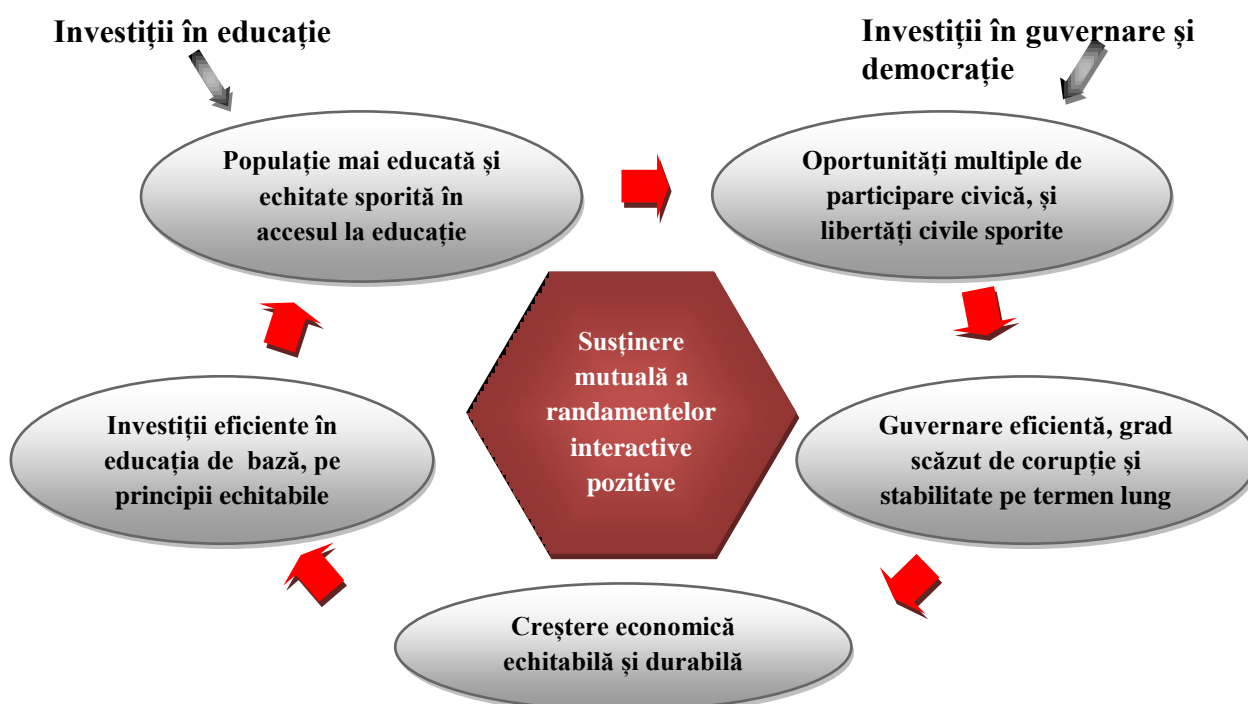 Investiții în educație
Investiții în guvernare și
democrație
Populație mai educată și
echitate sporită în
accesul la educație
Oportunități multiple de
participare civică, și
libertăți civile sporite
Susținere
mutuală a
randamentelor
interactive
pozitive
Investiții eficiente în
educația de bază, pe
principii echitabile
Guvernare eficientă, grad
scăzut de corupție și
stabilitate pe termen lung
Creștere economică
echitabilă și durabilă